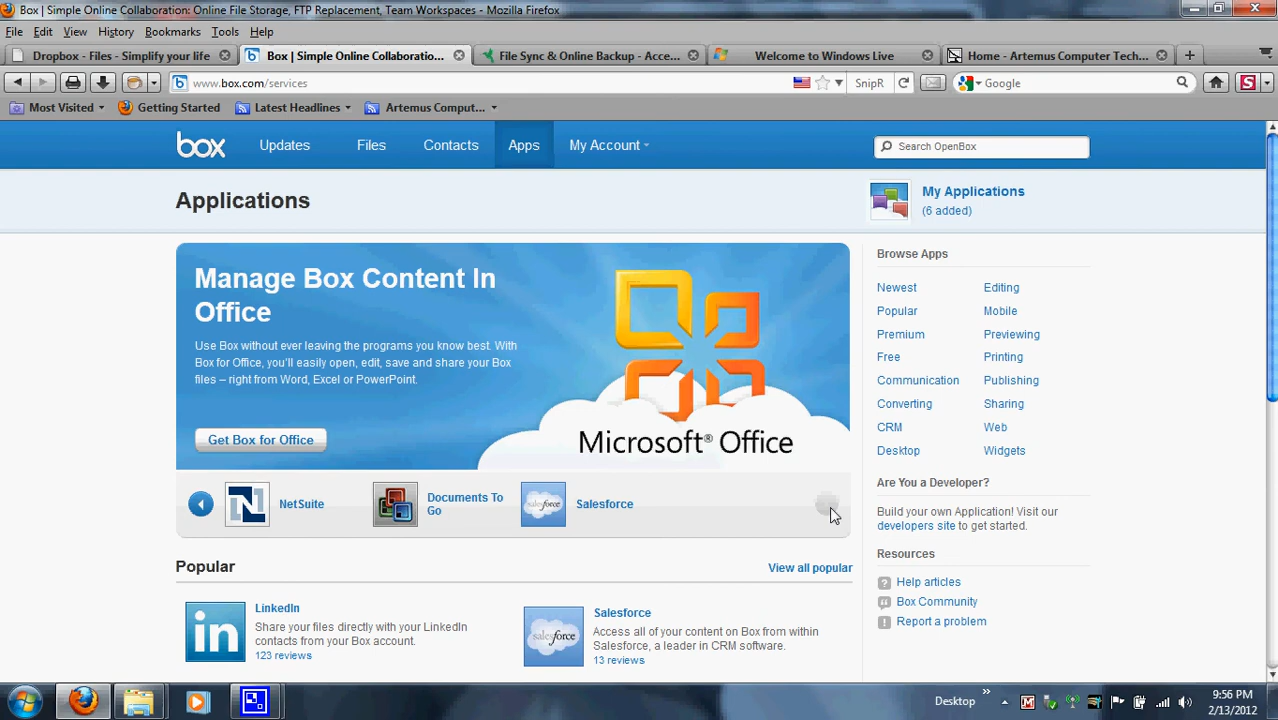 Box | Simple Online Collaboration: Online File Storage, FTP Replacement, Team Workspaces - Mozilla Firefox
File Edit View History Bookmarks Tools Help
Dropbox - Files - Simplify your life
Box | Simple Online Collaboratio...
File Sync & Online Backup - Acce...
Welcome to Windows Live
Home - Artemus Computer Tech...
www.box.com/services
SnipR
Google
Most Visited
Getting Started
Latest Headlines
Artemus Comput...
box
Updates
Files
Contacts
Apps
My Account
Search OpenBox
Applications
My Applications
(6 added)
Manage Box Content In
Office
Use Box without ever leaving the programs you know best. With
Box for Office, you'll easily open, edit, save and share your Box
files – right from Word, Excel or PowerPoint.
Get Box for Office
Microsoft® Office
NetSuite
Documents To
Go
salesforce
Salesforce
Popular
View all popular
in
LinkedIn
Share your files directly with your LinkedIn
contacts from your Box account.
123 reviews
salesforce
Salesforce
Access all of your content on Box from within
Salesforce, a leader in CRM software.
13 reviews
Browse Apps
Newest Editing
Popular Mobile
Premium Previewing
Free Printing
Communication Publishing
Converting Sharing
CRM Web
Desktop Widgets
Are You a Developer?
Build your own Application! Visit our
developers site to get started.
Resources
Help articles
Box Community
Report a problem
Desktop
9:56 PM
2/13/2012